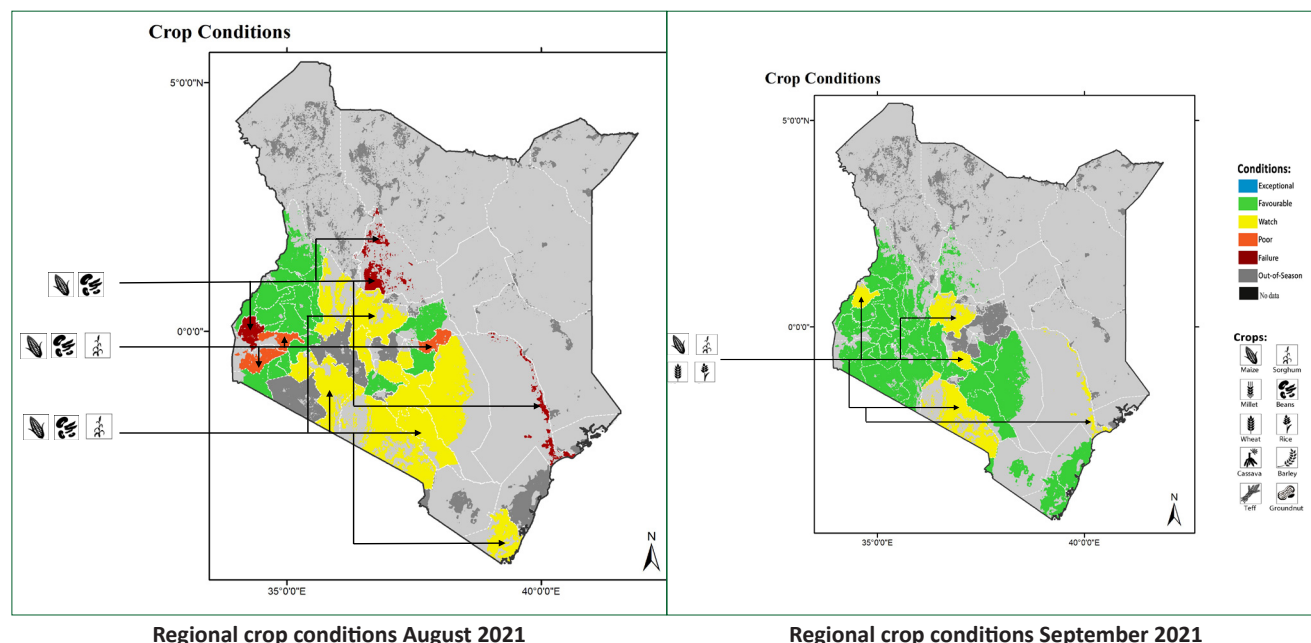 Crop Conditions
5°0'0"N
0°0'0"
N
35°0'0"E
40°0'0"E
Regional crop conditions August 2021
Crop Conditions
5°0'0"N
0°0'0"
N
35°0'0"E
40°0'0"E
Conditions:
Exceptional
Favourable
Watch
Poor
Failure
Out-of-Season
No data
Crops:
Maize
Sorghum
Millet
Beans
Wheat
Rice
Cassava
Barley
Teff
Groundnut
Regional crop conditions September 2021